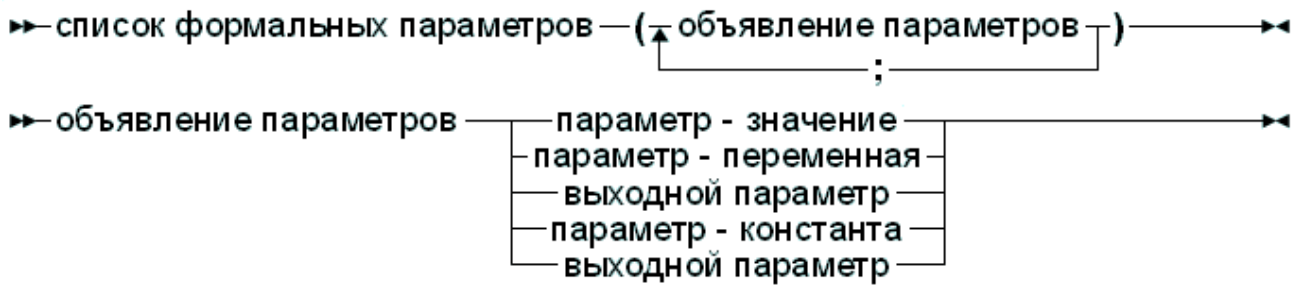 список формальных параметров ( объявление параметров )
;
объявление параметров параметр - значение
параметр - переменная
выходной параметр
параметр - константа
выходной параметр